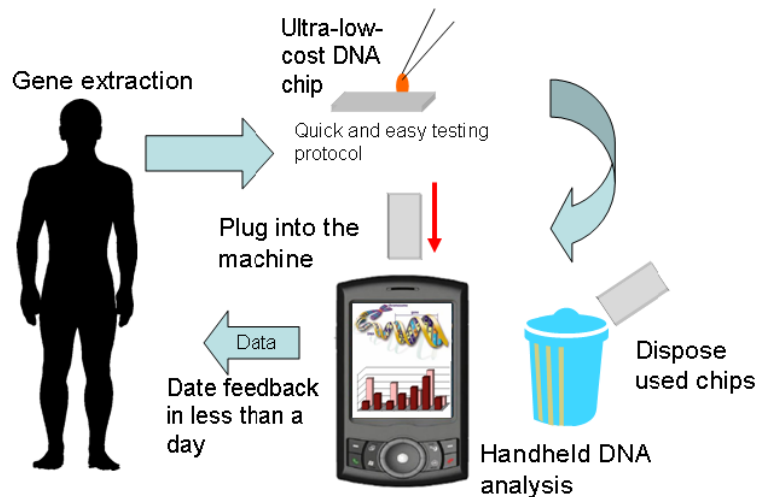 Ultra-low-
cost DNA
chip
Gene extraction
Quick and easy testing
protocol
Plug into the
machine
Data
Date feedback
in less than a
day
Dispose
used chips
Handheld DNA
analysis